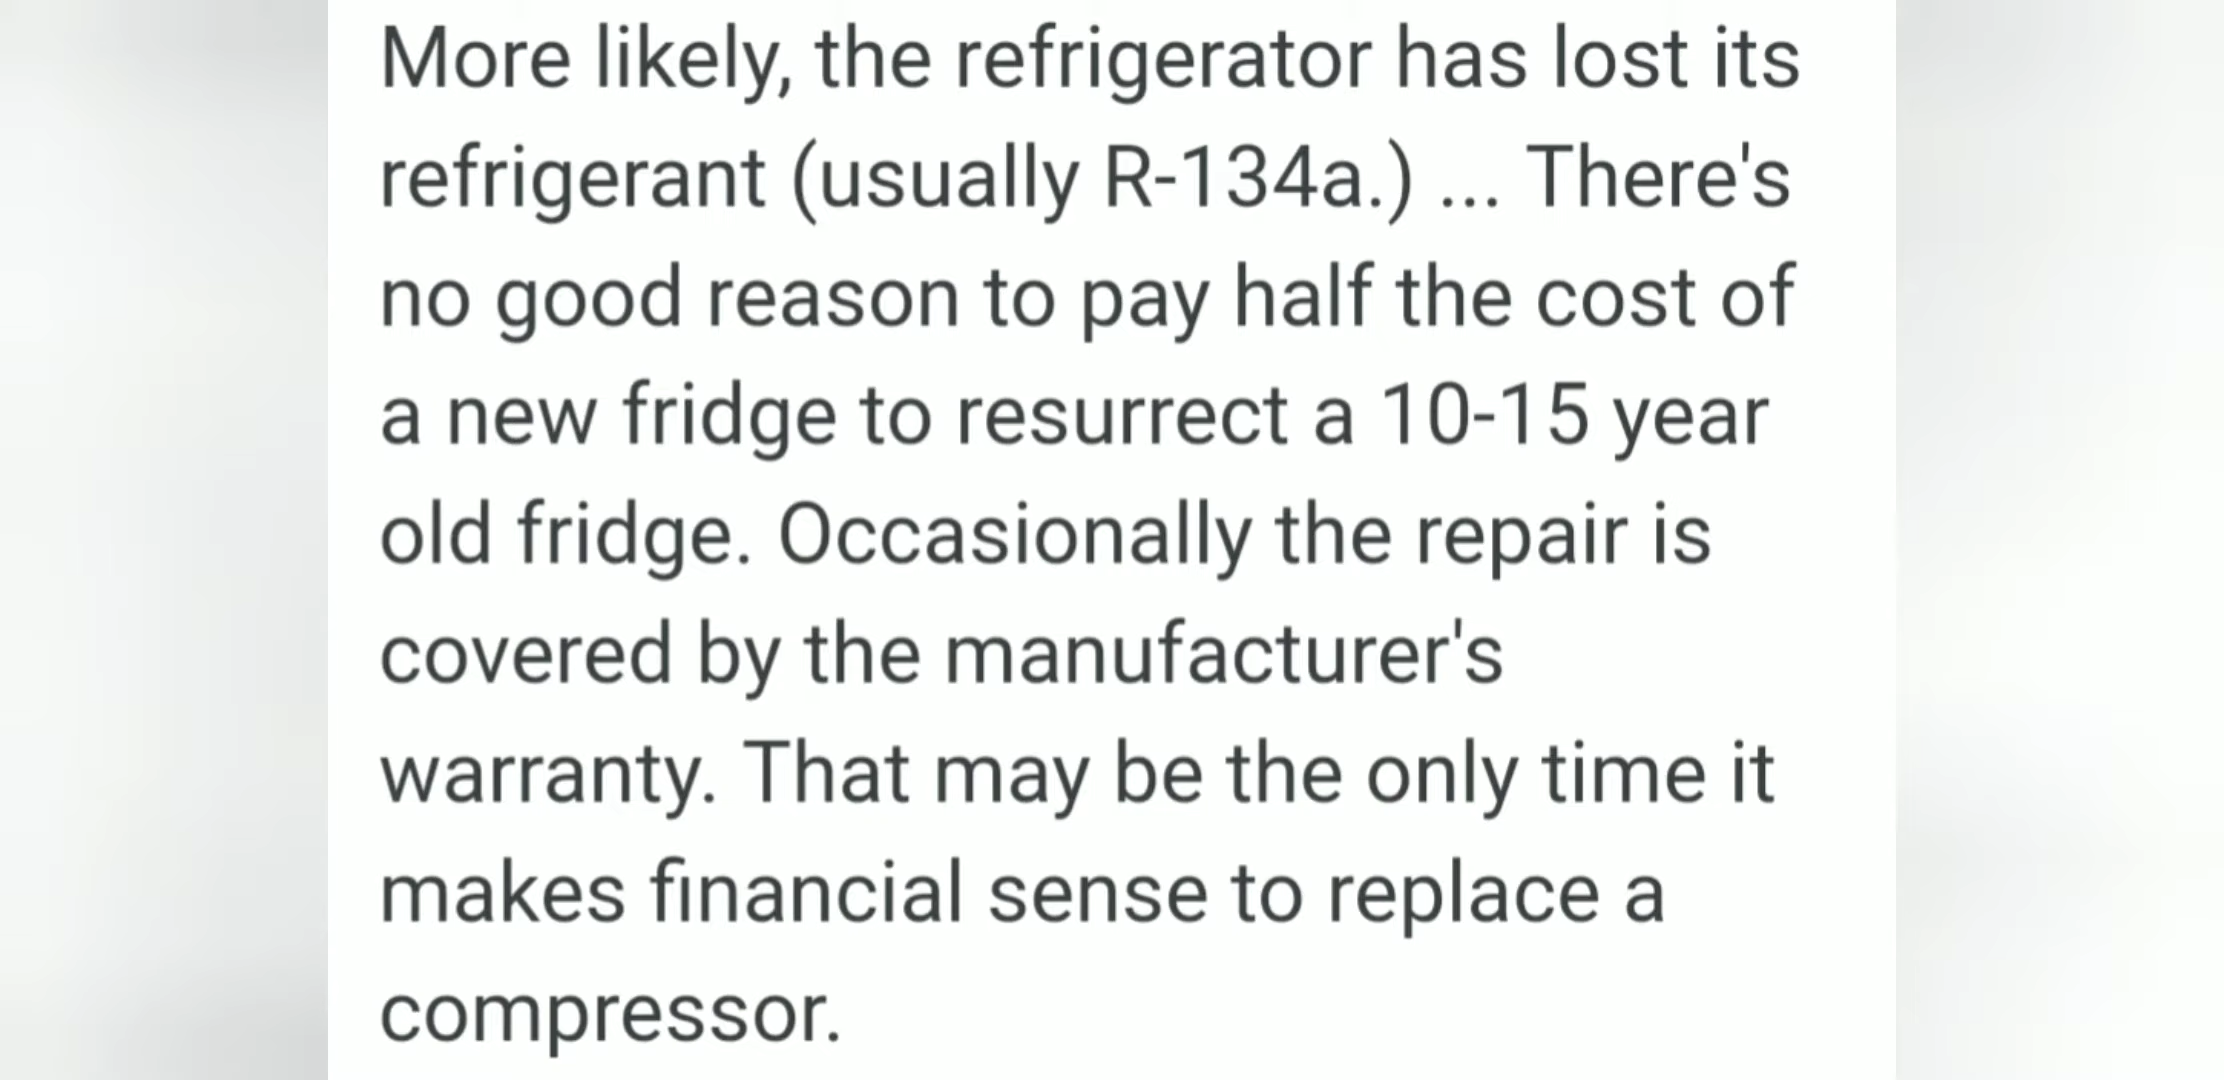 More likely, the refrigerator has lost its
refrigerant (usually R-134a.) ... There's
no good reason to pay half the cost of
a new fridge to resurrect a 10-15 year
old fridge. Occasionally the repair is
covered by the manufacturer's
warranty. That may be the only time it
makes financial sense to replace a
compressor.